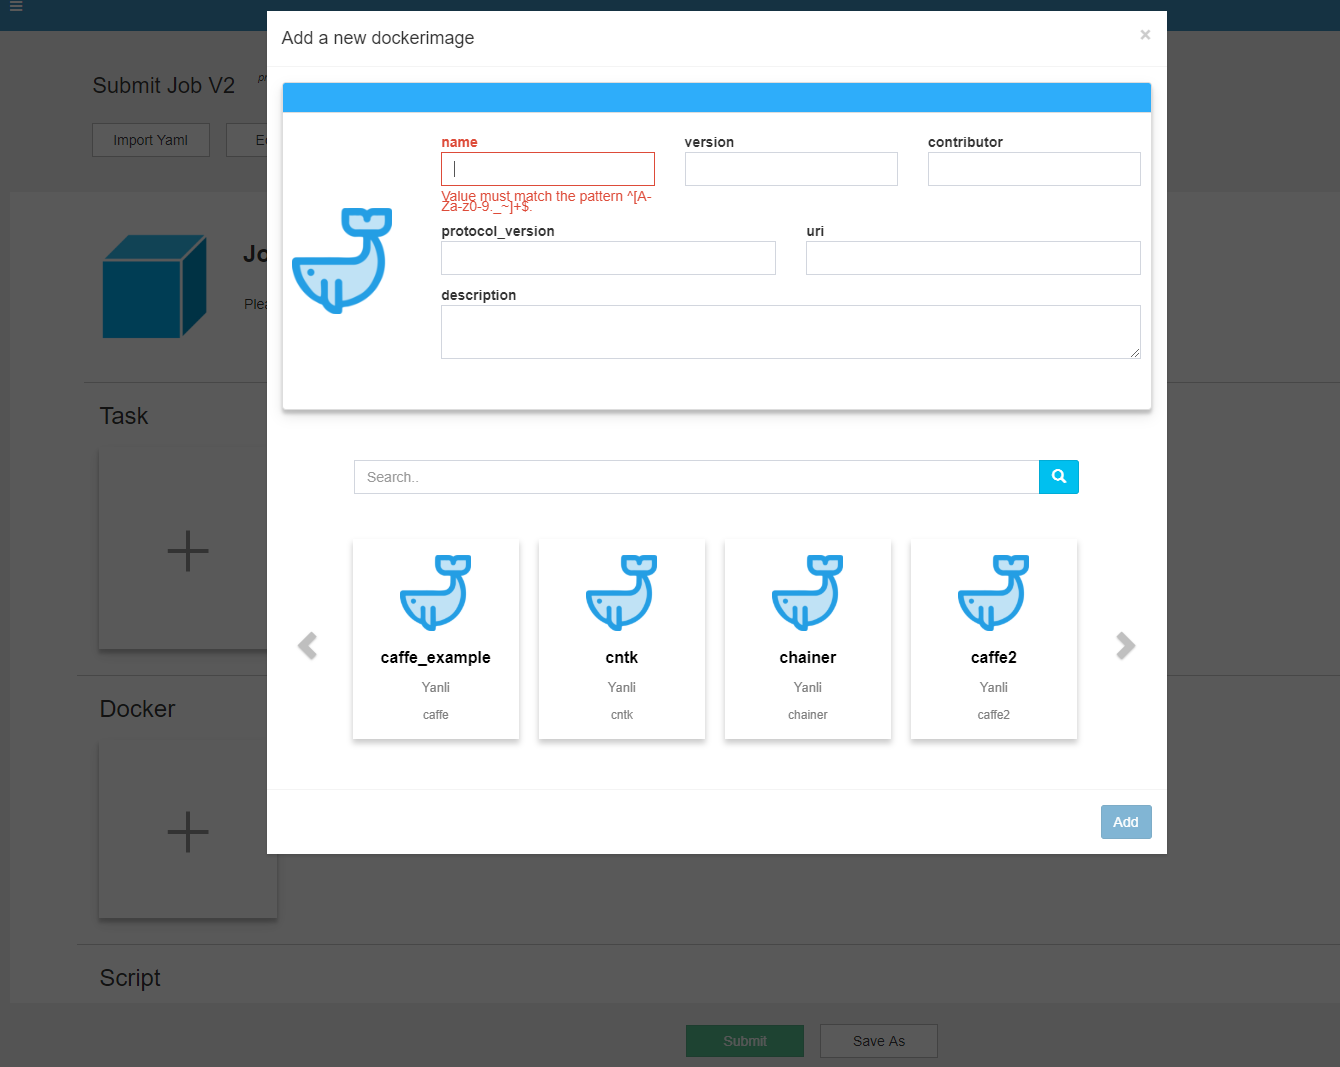 Add a new dockerimage
×
Submit Job V2
Import Yaml
name
version
contributor
Value must match the pattern ^[A-
Za-z0-9._~]+$.
protocol_version
uri
description
Task
Search..
caffe_example
cntk
chainer
caffe2
Yanli
Yanli
Yanli
Yanli
caffe
cntk
chainer
caffe2
Docker
Add
Script
Submit
Save As